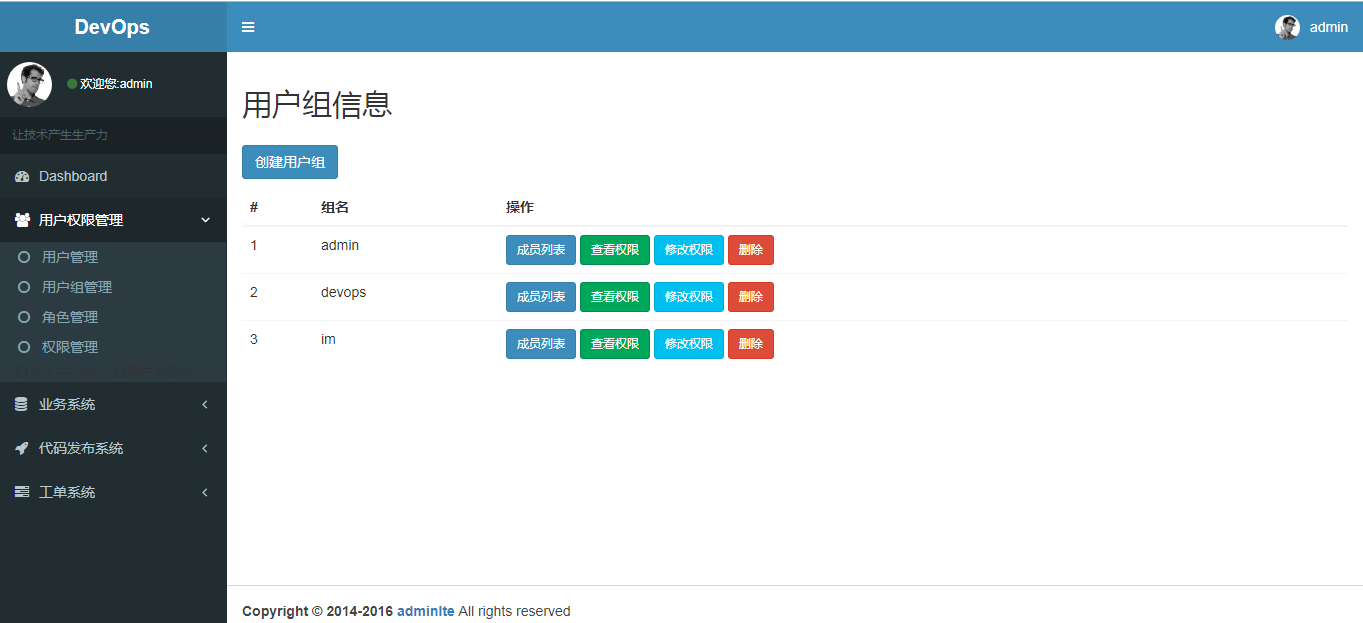 DevOps
admin
欢迎您:admin
让技术产生生产力
Dashboard
用户权限管理
用户管理
用户组管理
角色管理
权限管理
业务系统
代码发布系统
工单系统
用户组信息
创建用户组
# 组名 操作
1 admin 成员列表 查看权限 修改权限 删除
2 devops 成员列表 查看权限 修改权限 删除
3 im 成员列表 查看权限 修改权限 删除
Copyright © 2014-2016 adminlte All rights reserved